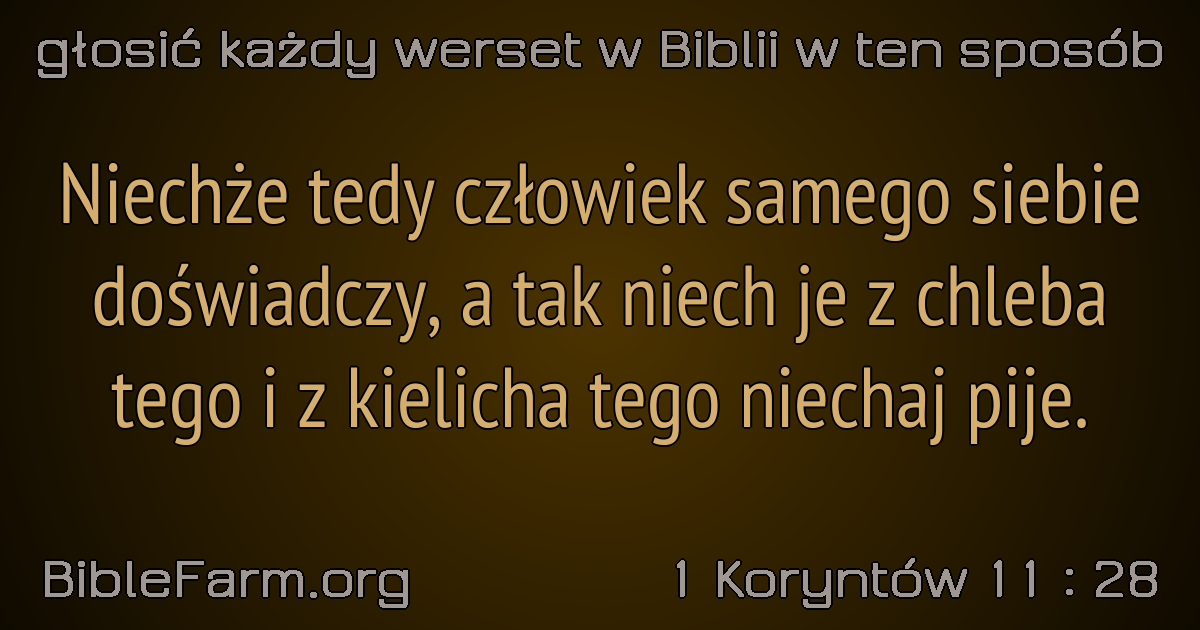 głosić każdy werset w Biblii w ten sposób
Niechże tedy człowiek samego siebie
doświadczy, a tak niech je z chleba
tego i z kielicha tego niechaj pije.
BibleFarm.org 1 Koryntów 11 : 28